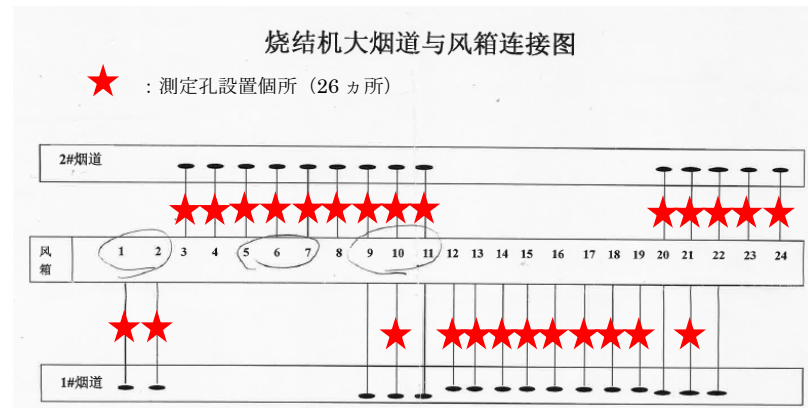 烧结机大烟道与风箱连接图
：測定孔設置個所（26 ヵ所）
2#烟道
风箱 1 2 3 4 5 6 7 8 9 10 11 12 13 14 15 16 17 18 19 20 21 22 23 24
1#烟道